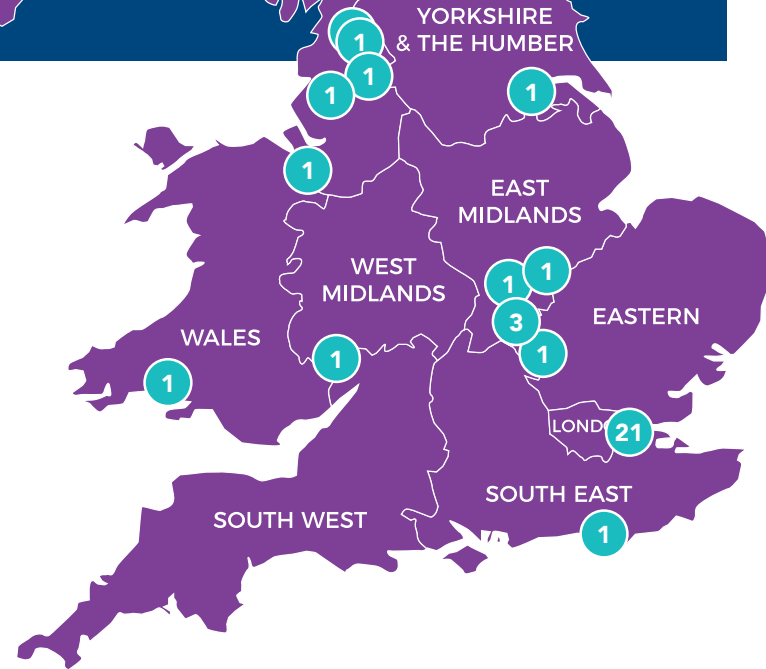 YORKSHIRE
& THE HUMBER
1
1
1
1
1
EAST
MIDLANDS
WEST
MIDLANDS
1
1
3
EASTERN
WALES
1
1
1
LOND
21
SOUTH EAST
SOUTH WEST
1